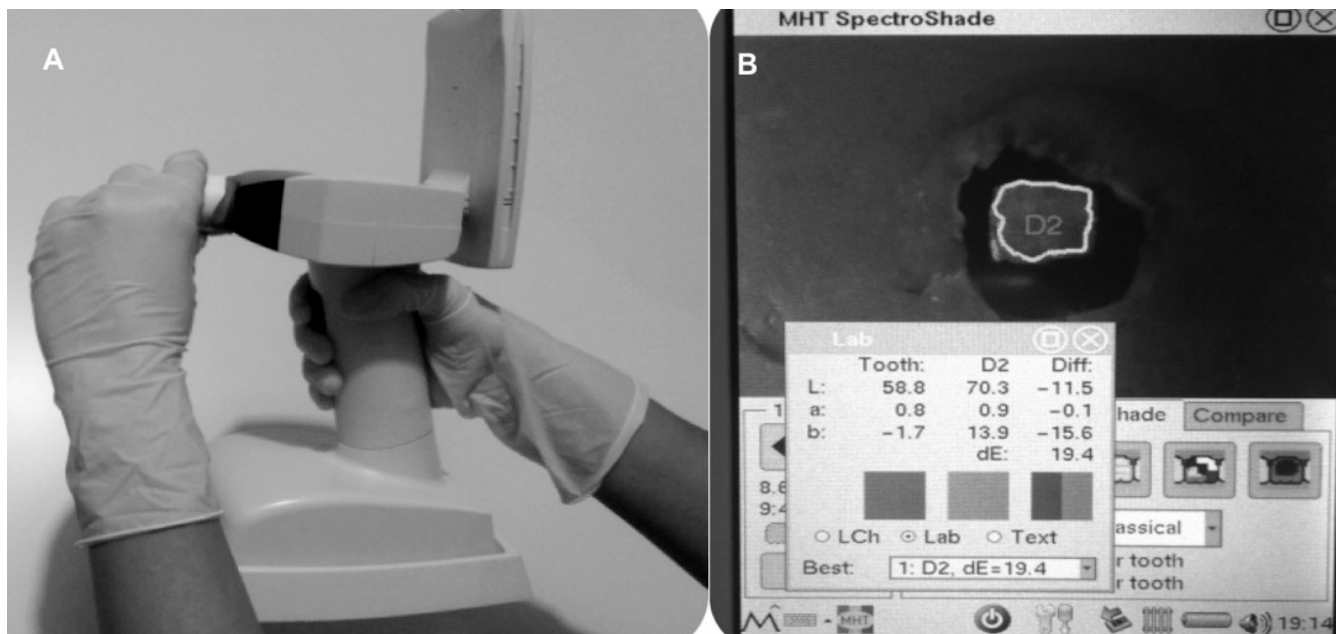 A
B
MHT SpectroShade
D2
Lab
Tooth: D2 Diff:
L: 58.8 70.3 -11.5
a: 0.8 0.9 -0.1
b: -1.7 13.9 -15.6
dE: 19.4
LCh Lab Text
Best: 1: D2, dE=19.4
1
hade Compare
8.6
9:4
assical
r tooth
r tooth
MHT
19:14